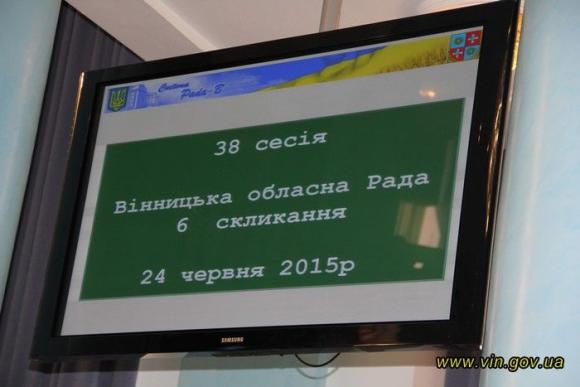 Система
Рада-В
38 сесія
Вінницька обласна Рада
6 скликання
24 червня 2015р
SAMSUNG
www.vin.gov.ua